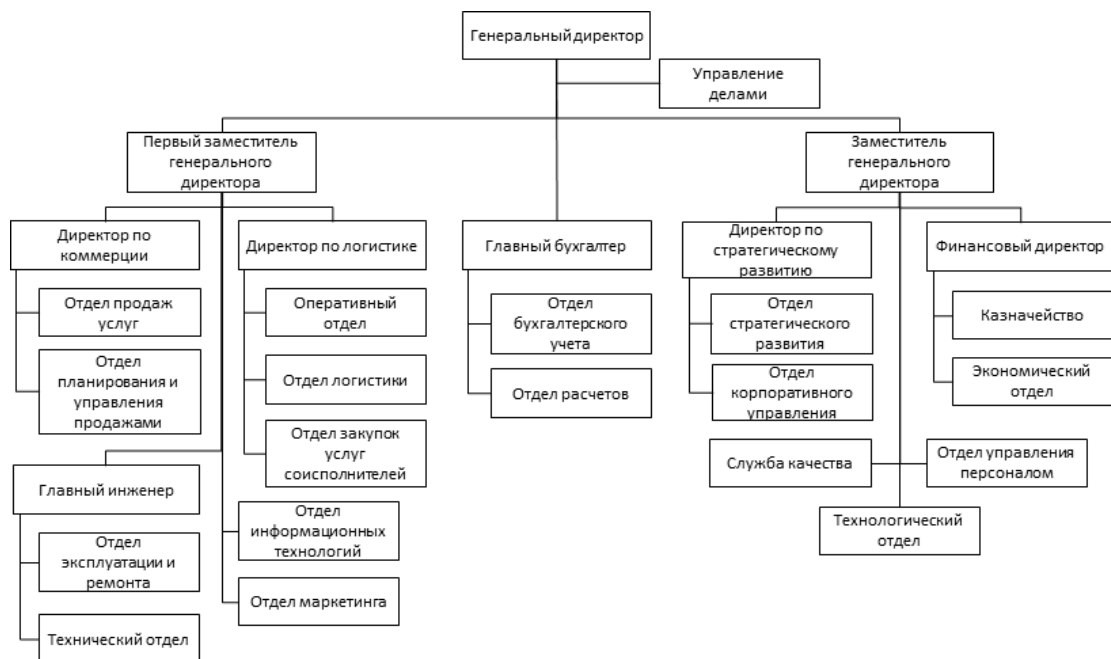 Генеральный директор
Управление
делами
Первый заместитель
генерального
директора
Заместитель
генерального
директора
Директор по
коммерции
Директор по логистике
Главный бухгалтер
Директор по
стратегическому
развитию
Финансовый директор
Отдел продаж
услуг
Оперативный
отдел
Отдел
бухгалтерского
учета
Отдел
стратегического
развития
Казначейство
Отдел
планирования и
управления
продажами
Отдел логистики
Отдел расчетов
Отдел
корпоративного
управления
Экономический
отдел
Отдел закупок
услуг
соисполнителей
Служба качества
Отдел управления
персоналом
Главный инженер
Отдел
информационных
технологий
Технологический
отдел
Отдел
эксплуатации и
ремонта
Отдел маркетинга
Технический отдел